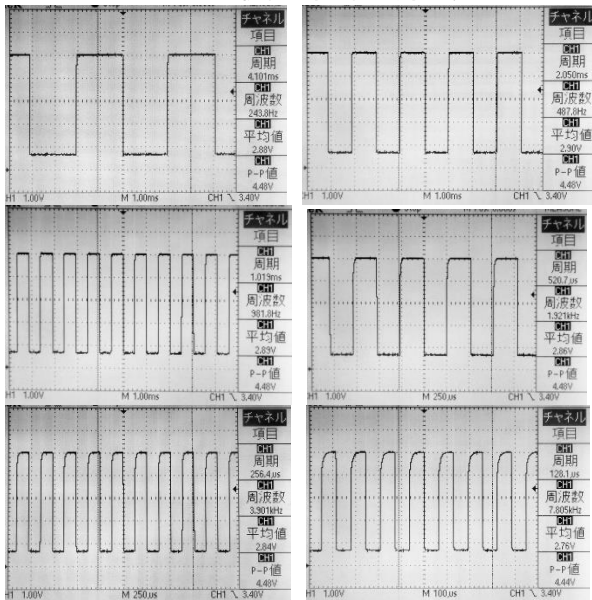 チャネル
項目
CH1
周期
4.101ms
CH1
周波数
243.8Hz
CH1
平均値
2.88V
CH1
P-P値
4.48V
H1 1.00V M 1.00ms CH1 \ 3.40V
チャネル
項目
CH1
周期
2.050ms
CH1
周波数
487.8Hz
CH1
平均値
2.90V
CH1
P-P値
4.48V
H1 1.00V M 1.00ms CH1 \ 3.40V
チャネル
項目
CH1
周期
1.019ms
CH1
周波数
981.8Hz
CH1
平均値
2.89V
CH1
P-P値
4.48V
H1 1.00V M 1.00ms CH1 \ 3.40V
チャネル
項目
CH1
周期
520.7us
CH1
周波数
1.921kHz
CH1
平均値
2.86V
CH1
P-P値
4.48V
H1 1.00V M 250us CH1 \ 3.40V
チャネル
項目
CH1
周期
256.4us
CH1
周波数
3.901kHz
CH1
平均値
2.84V
CH1
P-P値
4.48V
H1 1.00V M 250us CH1 \ 3.40V
チャネル
項目
CH1
周期
128.1us
CH1
周波数
7.805kHz
CH1
平均値
2.76V
CH1
P-P値
4.44V
H1 1.00V M 100us CH1 \ 3.40V